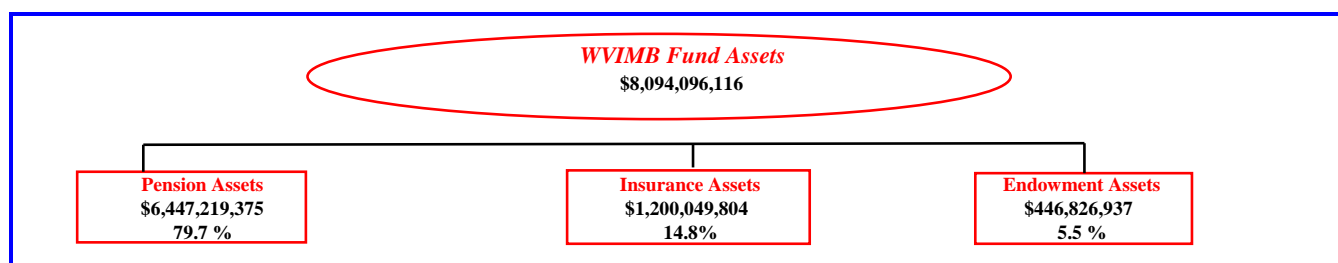 WVIMB Fund Assets
$8,094,096,116
Pension Assets
$6,447,219,375
79.7 %
Insurance Assets
$1,200,049,804
14.8%
Endowment Assets
$446,826,937
5.5 %